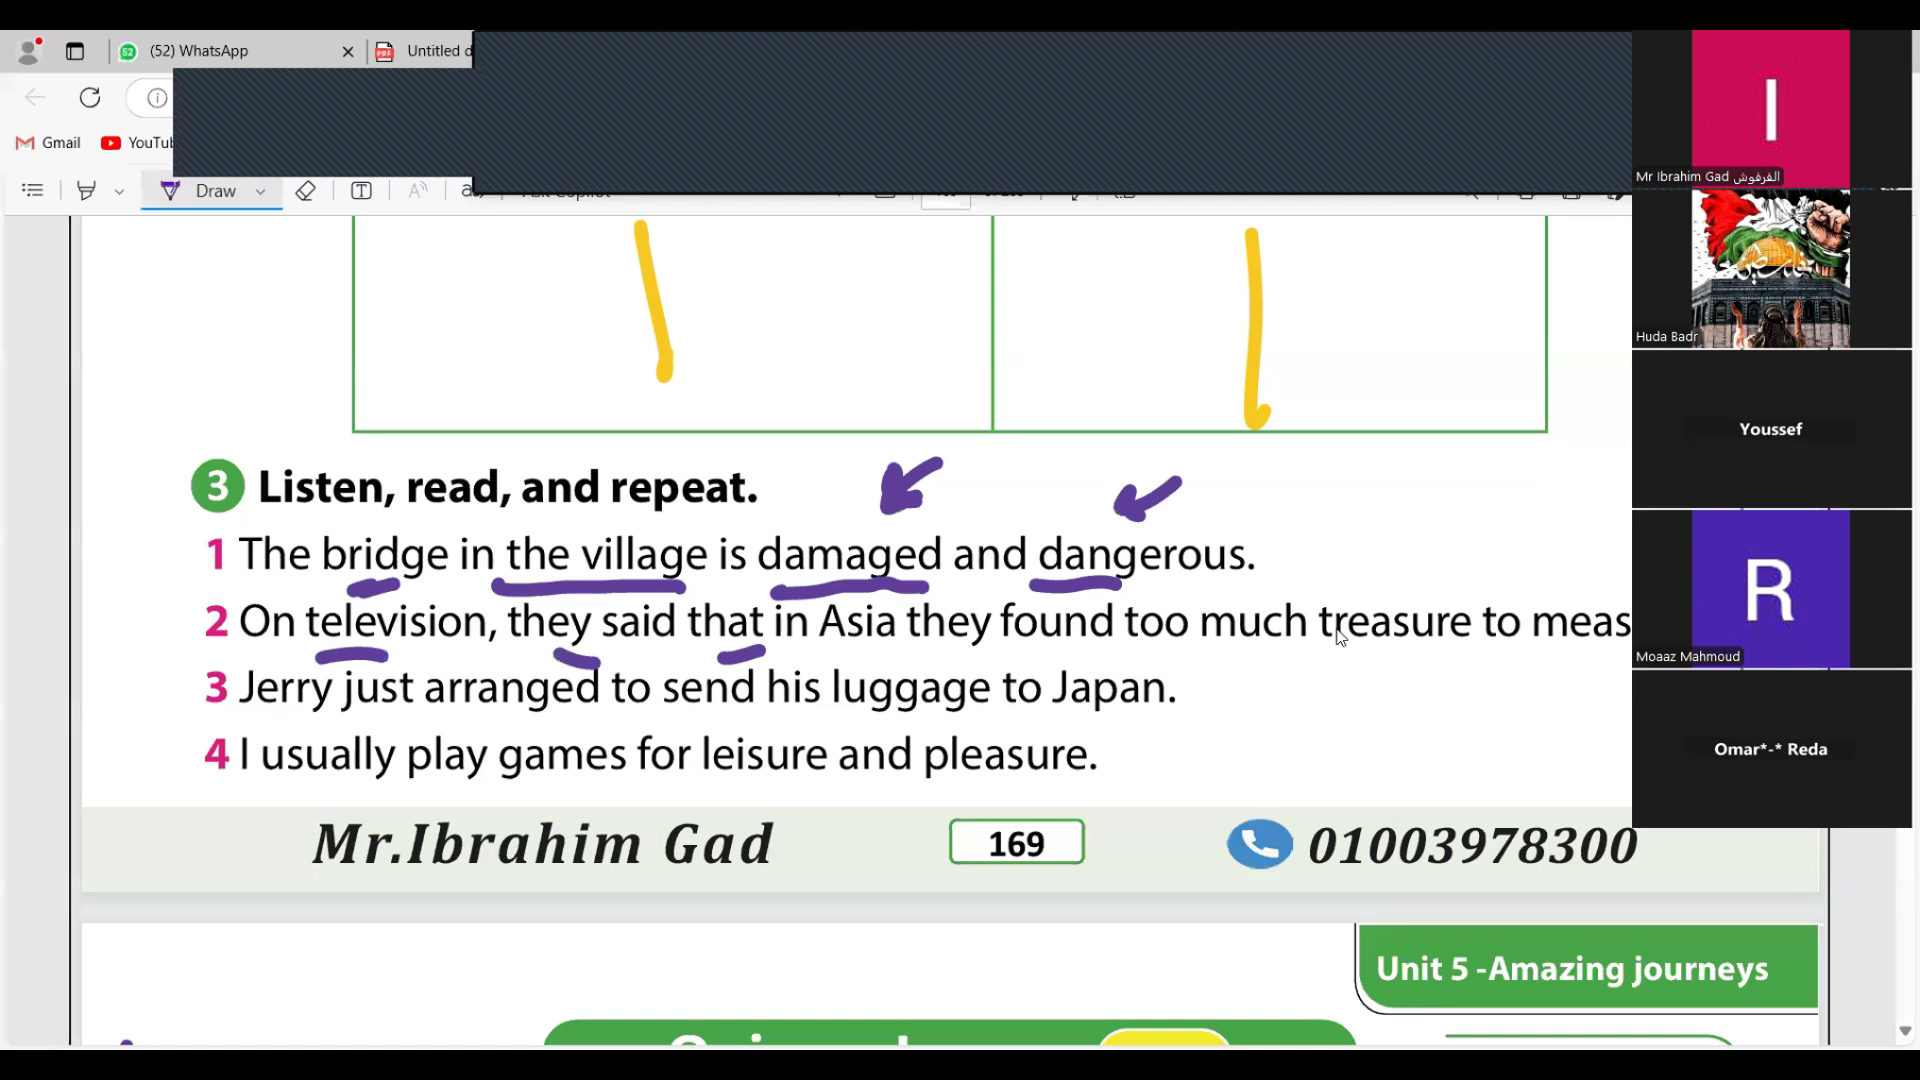 (52) WhatsApp
Untitled d
Gmail
YouTub
Draw
Mr Ibrahim Gad الفرفوش
Huda Badr
فلسطين
Youssef
Moaaz Mahmoud
Omar*-* Reda
I
R
3 Listen, read, and repeat.
1 The bridge in the village is damaged and dangerous.
2 On television, they said that in Asia they found too much treasure to meas
3 Jerry just arranged to send his luggage to Japan.
4 I usually play games for leisure and pleasure.
Mr.Ibrahim Gad
169
01003978300
Unit 5 -Amazing journeys